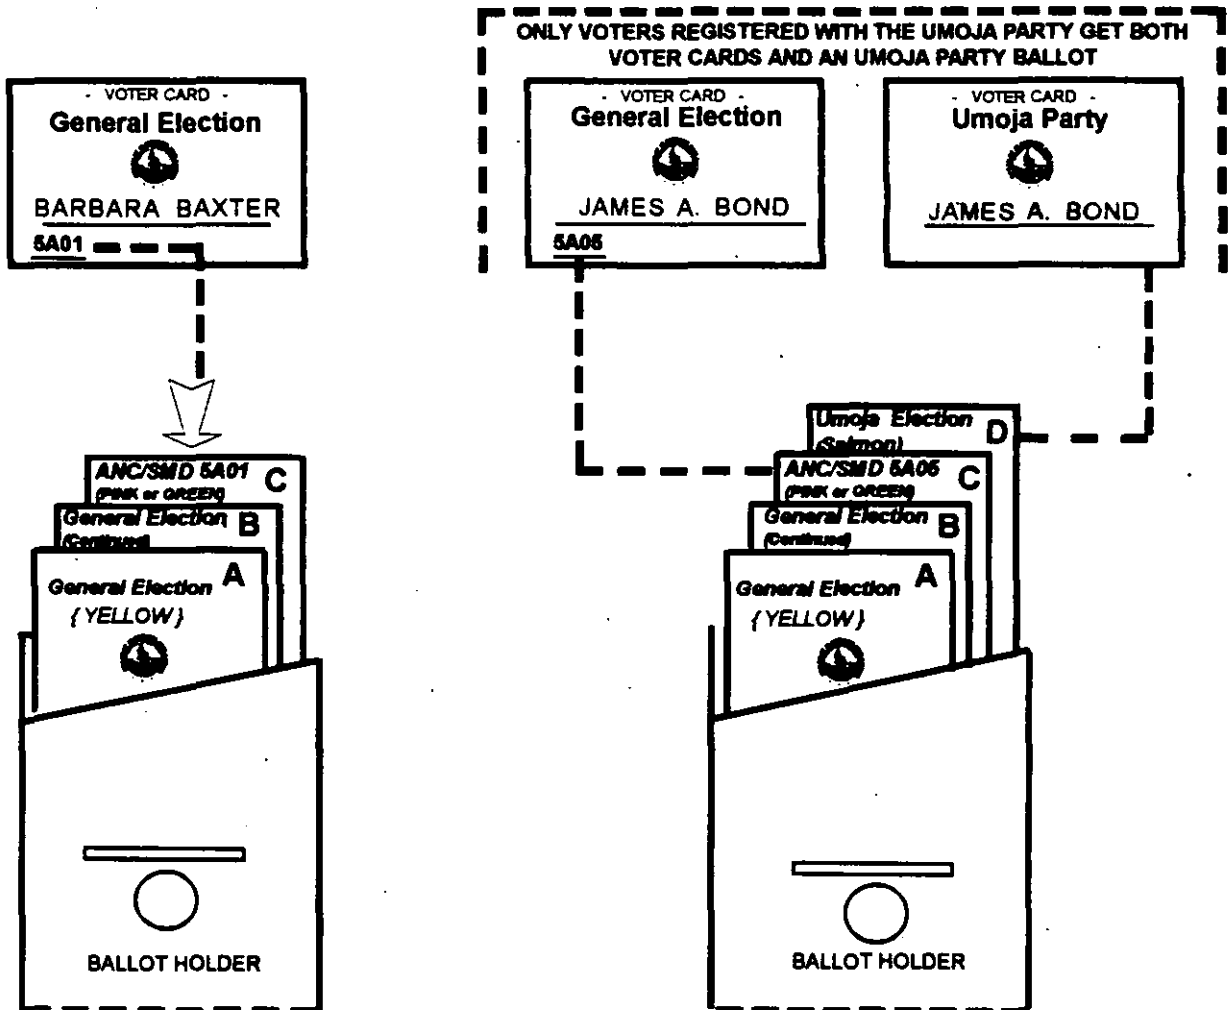 ONLY VOTERS REGISTERED WITH THE UMOJA PARTY GET BOTH
VOTER CARDS AND AN UMOJA PARTY BALLOT
- VOTER CARD -
General Election
BARBARA BAXTER
5A01
- VOTER CARD -
General Election
JAMES A. BOND
5A05
- VOTER CARD -
Umoja Party
JAMES A. BOND
ANC/SMD 5A01 C
(PINK or GREEN)
General Election B
(Continued)
General Election A
{YELLOW}
BALLOT HOLDER
Umoja Election D
(Salmon)
ANC/SMD 5A05 C
(PINK or GREEN)
General Election B
(Continued)
General Election A
{YELLOW}
BALLOT HOLDER